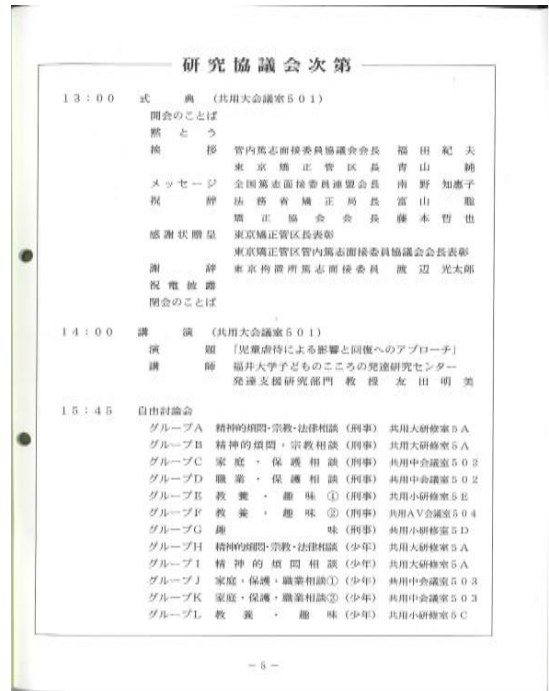 研究協議会次第
13:00 式典 (共用大会議室501)
開会のことば
黙とう
挨拶 管内篤志面接委員協議会会長 福田紀夫
東京矯正管区長 青山純
メッセージ 全国篤志面接委員連盟会長 南野知惠子
祝辞 法務省矯正局長 富山聡
矯正協会会長 藤本哲也
感謝状贈呈 東京矯正管区長表彰
東京矯正管区管内篤志面接委員協議会会長表彰
謝辞 東京拘置所篤志面接委員 渡辺光太郎
祝電披露
閉会のことば
14:00 講演 (共用大会議室501)
演題 「児童虐待による影響と回復へのアプローチ」
講師 福井大学子どものこころの発達研究センター
発達支援研究部門 教授 友田明美
15:45 自由討論会
グループA 精神的煩悶・宗教・法律相談 (刑事) 共用大研修室5A
グループB 精神的煩悶・宗教相談 (刑事) 共用大研修室5A
グループC 家庭・保護相談 (刑事) 共用中会議室502
グループD 職業・保護相談 (刑事) 共用中会議室502
グループE 教養・趣味① (刑事) 共用小研修室5E
グループF 教養・趣味② (刑事) 共用AV会議室504
グループG 趣味 (刑事) 共用小研修室5D
グループH 精神的煩悶・宗教・法律相談 (少年) 共用大研修室5A
グループI 精神的煩悶相談 (少年) 共用大研修室5A
グループJ 家庭・保護・職業相談① (少年) 共用中会議室503
グループK 家庭・保護・職業相談② (少年) 共用中会議室503
グループL 教養・趣味 (少年) 共用小研修室5C
-5-